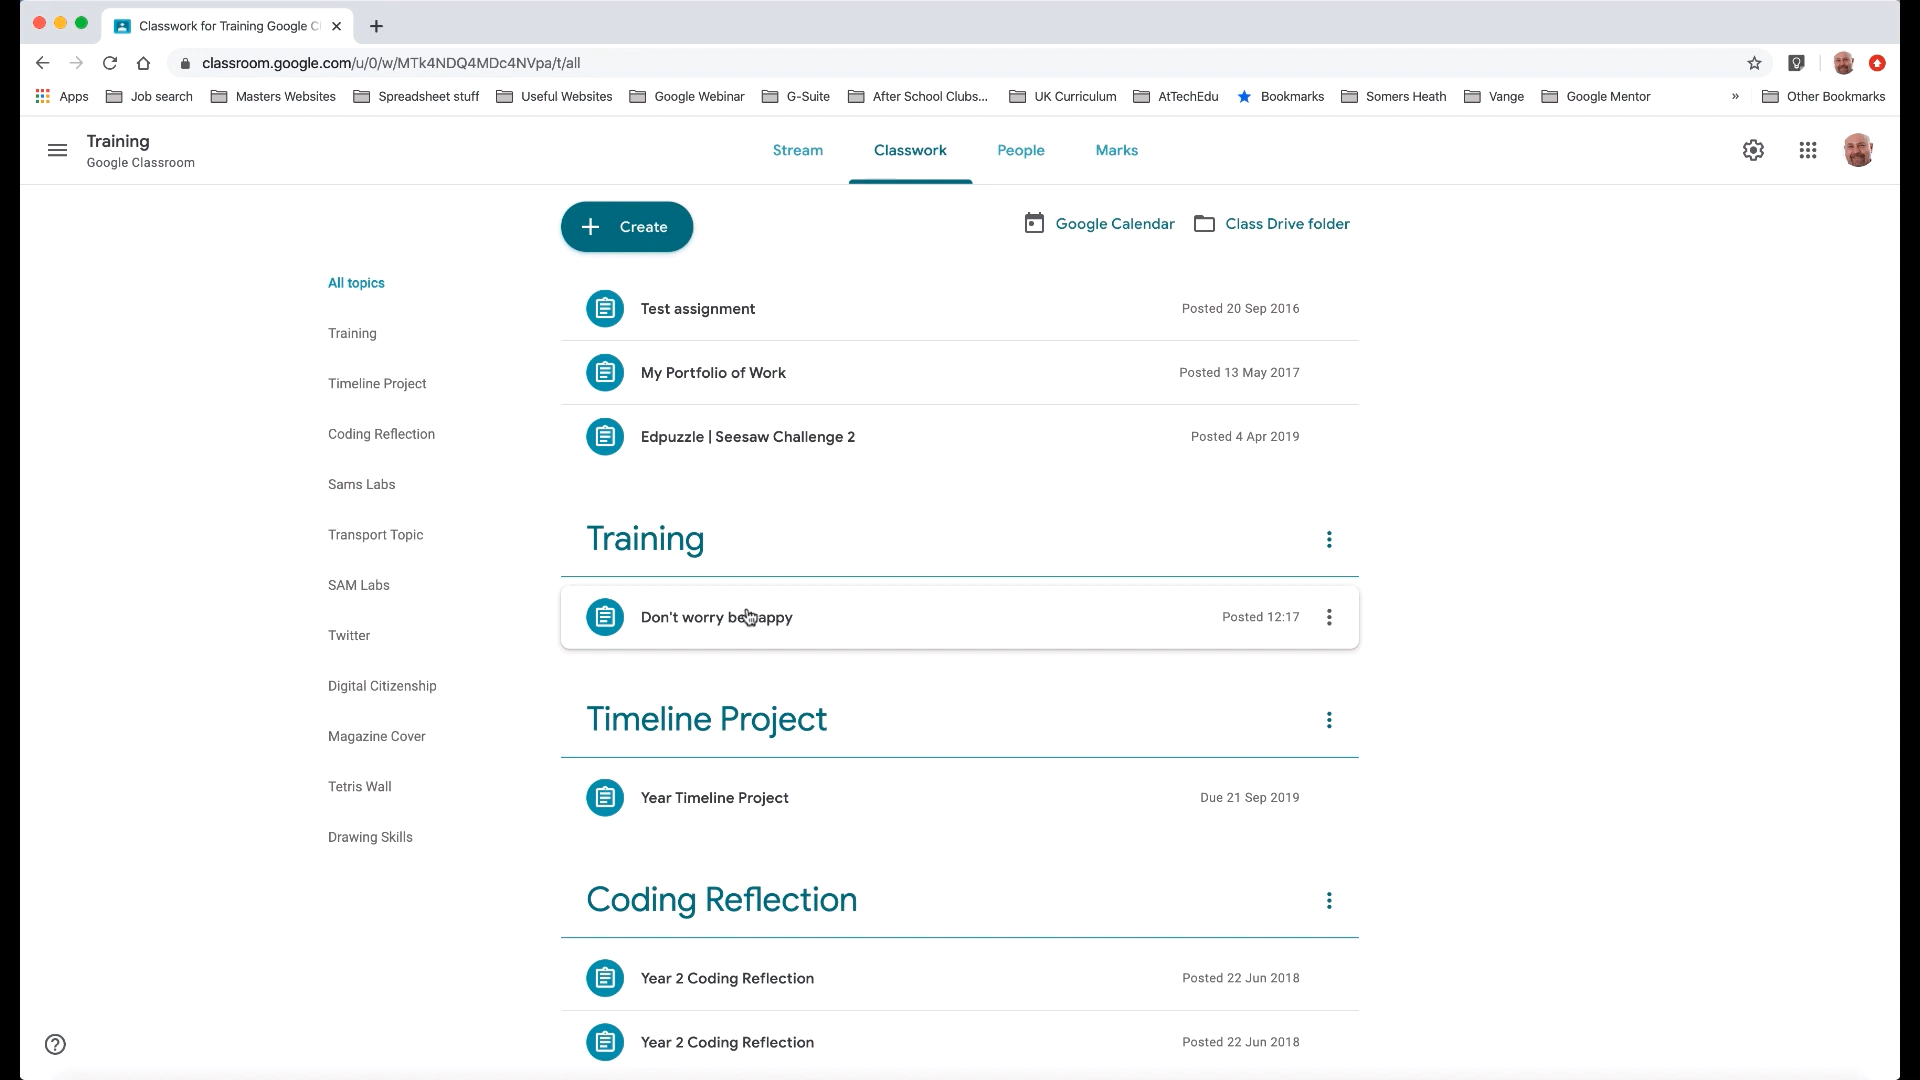 Classwork for Training Google C
classroom.google.com/u/0/w/MTk4NDQ4MDc4NVpa/t/all
Apps Job search Masters Websites Spreadsheet stuff Useful Websites Google Webinar G-Suite After School Clubs... UK Curriculum AtTechEdu Bookmarks Somers Heath Vange Google Mentor » Other Bookmarks
Training
Google Classroom
Stream Classwork People Marks
Create
Google Calendar Class Drive folder
All topics
Training
Timeline Project
Coding Reflection
Sams Labs
Transport Topic
SAM Labs
Twitter
Digital Citizenship
Magazine Cover
Tetris Wall
Drawing Skills
Test assignment Posted 20 Sep 2016
My Portfolio of Work Posted 13 May 2017
Edpuzzle | Seesaw Challenge 2 Posted 4 Apr 2019
Training
Don't worry be happy Posted 12:17
Timeline Project
Year Timeline Project Due 21 Sep 2019
Coding Reflection
Year 2 Coding Reflection Posted 22 Jun 2018
Year 2 Coding Reflection Posted 22 Jun 2018